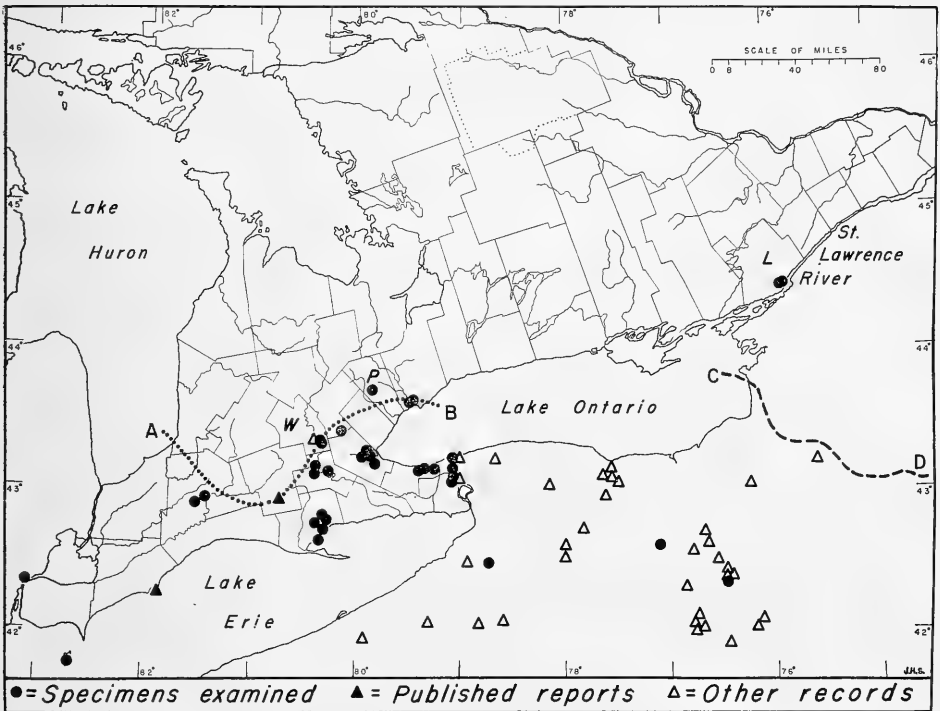 82° 80° 78° 76°
46° 46°
SCALE OF MILES
0 8 40 80
45° 45°
Lake
Huron
L
St.
Lawrence
River
44° 44°
C
P
B
Lake Ontario
A
W
D
43° 43°
Lake
Erie
42° 42°
82° 80° 78° 76°
J.H.S.
● = Specimens examined ▲ = Published reports △ = Other records